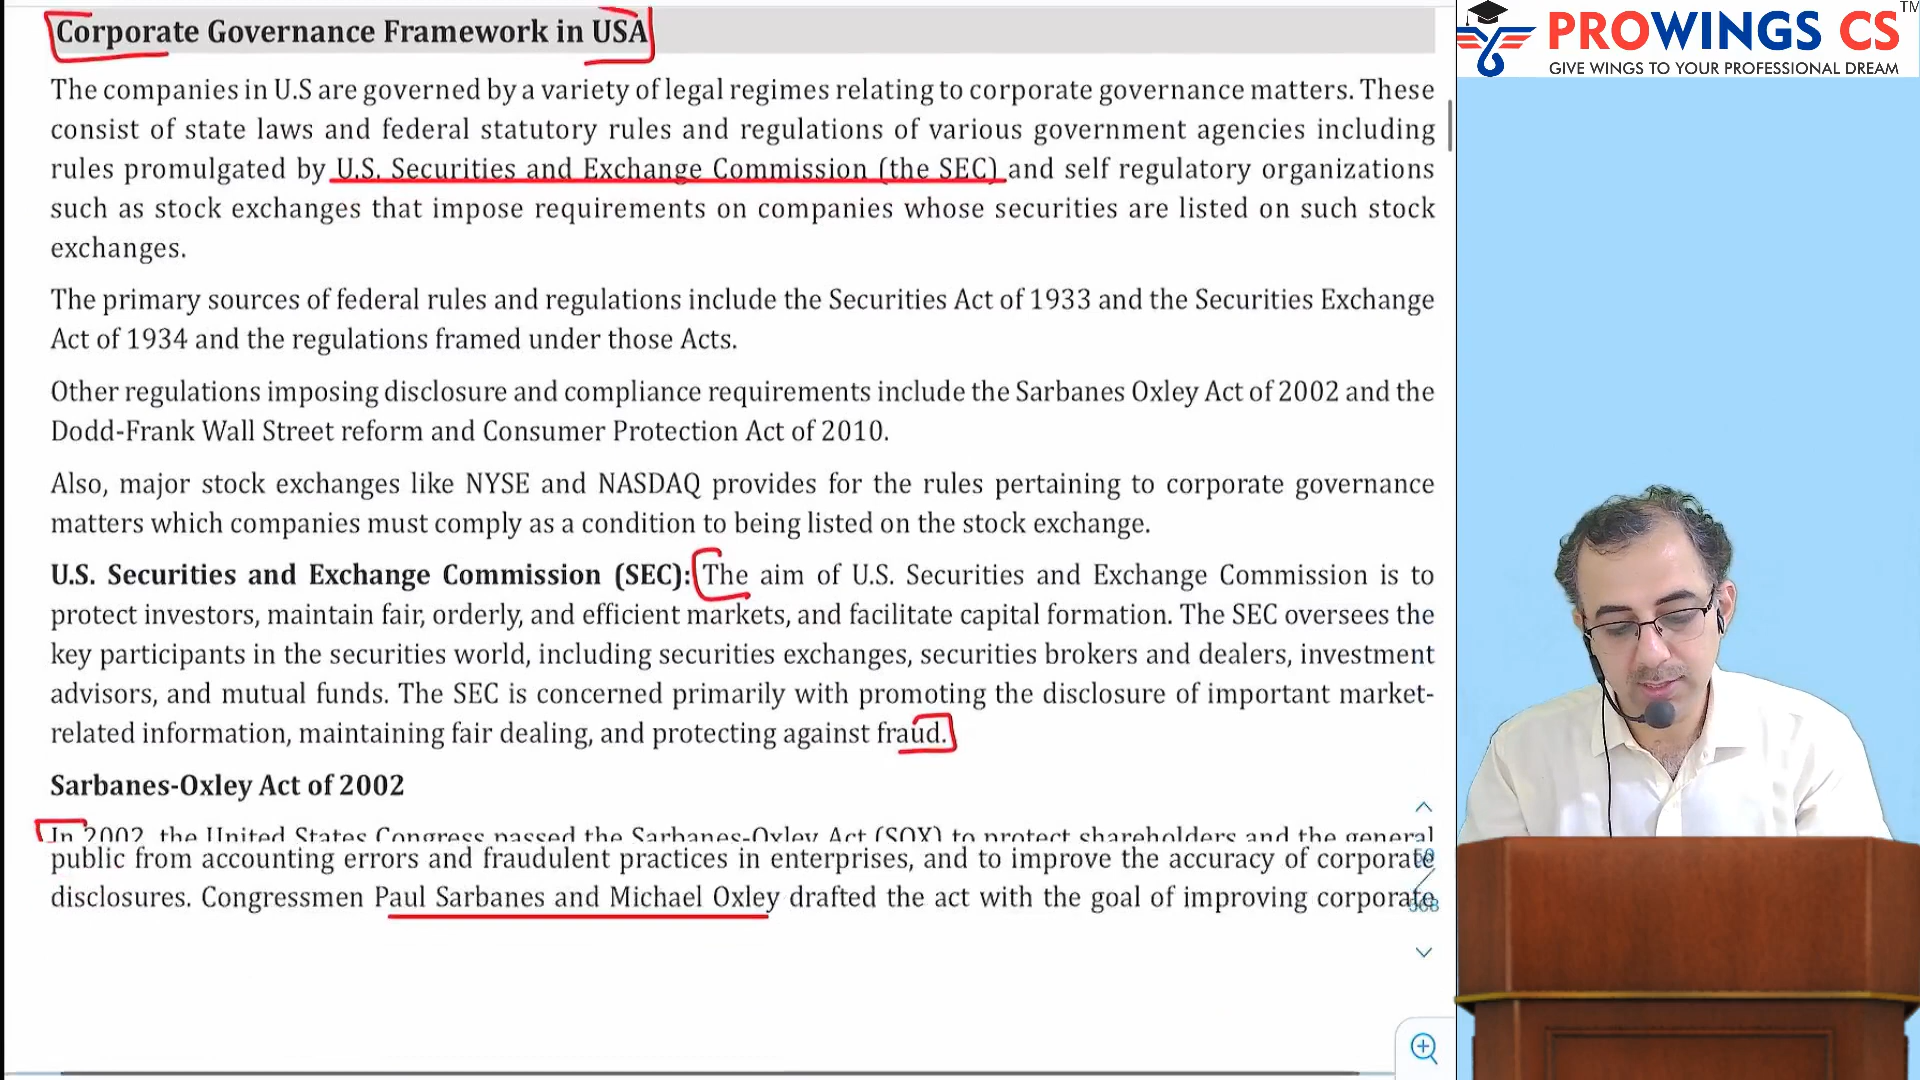 Corporate Governance Framework in USA
PROWINGS CS
TM
GIVE WINGS TO YOUR PROFESSIONAL DREAM
The companies in U.S are governed by a variety of legal regimes relating to corporate governance matters. These
consist of state laws and federal statutory rules and regulations of various government agencies including
rules promulgated by U.S. Securities and Exchange Commission (the SEC) and self regulatory organizations
such as stock exchanges that impose requirements on companies whose securities are listed on such stock
exchanges.
The primary sources of federal rules and regulations include the Securities Act of 1933 and the Securities Exchange
Act of 1934 and the regulations framed under those Acts.
Other regulations imposing disclosure and compliance requirements include the Sarbanes Oxley Act of 2002 and the
Dodd-Frank Wall Street reform and Consumer Protection Act of 2010.
Also, major stock exchanges like NYSE and NASDAQ provides for the rules pertaining to corporate governance
matters which companies must comply as a condition to being listed on the stock exchange.
U.S. Securities and Exchange Commission (SEC): The aim of U.S. Securities and Exchange Commission is to
protect investors, maintain fair, orderly, and efficient markets, and facilitate capital formation. The SEC oversees the
key participants in the securities world, including securities exchanges, securities brokers and dealers, investment
advisors, and mutual funds. The SEC is concerned primarily with promoting the disclosure of important market-
related information, maintaining fair dealing, and protecting against fraud.
Sarbanes-Oxley Act of 2002
In 2002, the United States Congress passed the Sarbanes-Oxley Act (SOX) to protect shareholders and the general
public from accounting errors and fraudulent practices in enterprises, and to improve the accuracy of corporate
disclosures. Congressmen Paul Sarbanes and Michael Oxley drafted the act with the goal of improving corporate